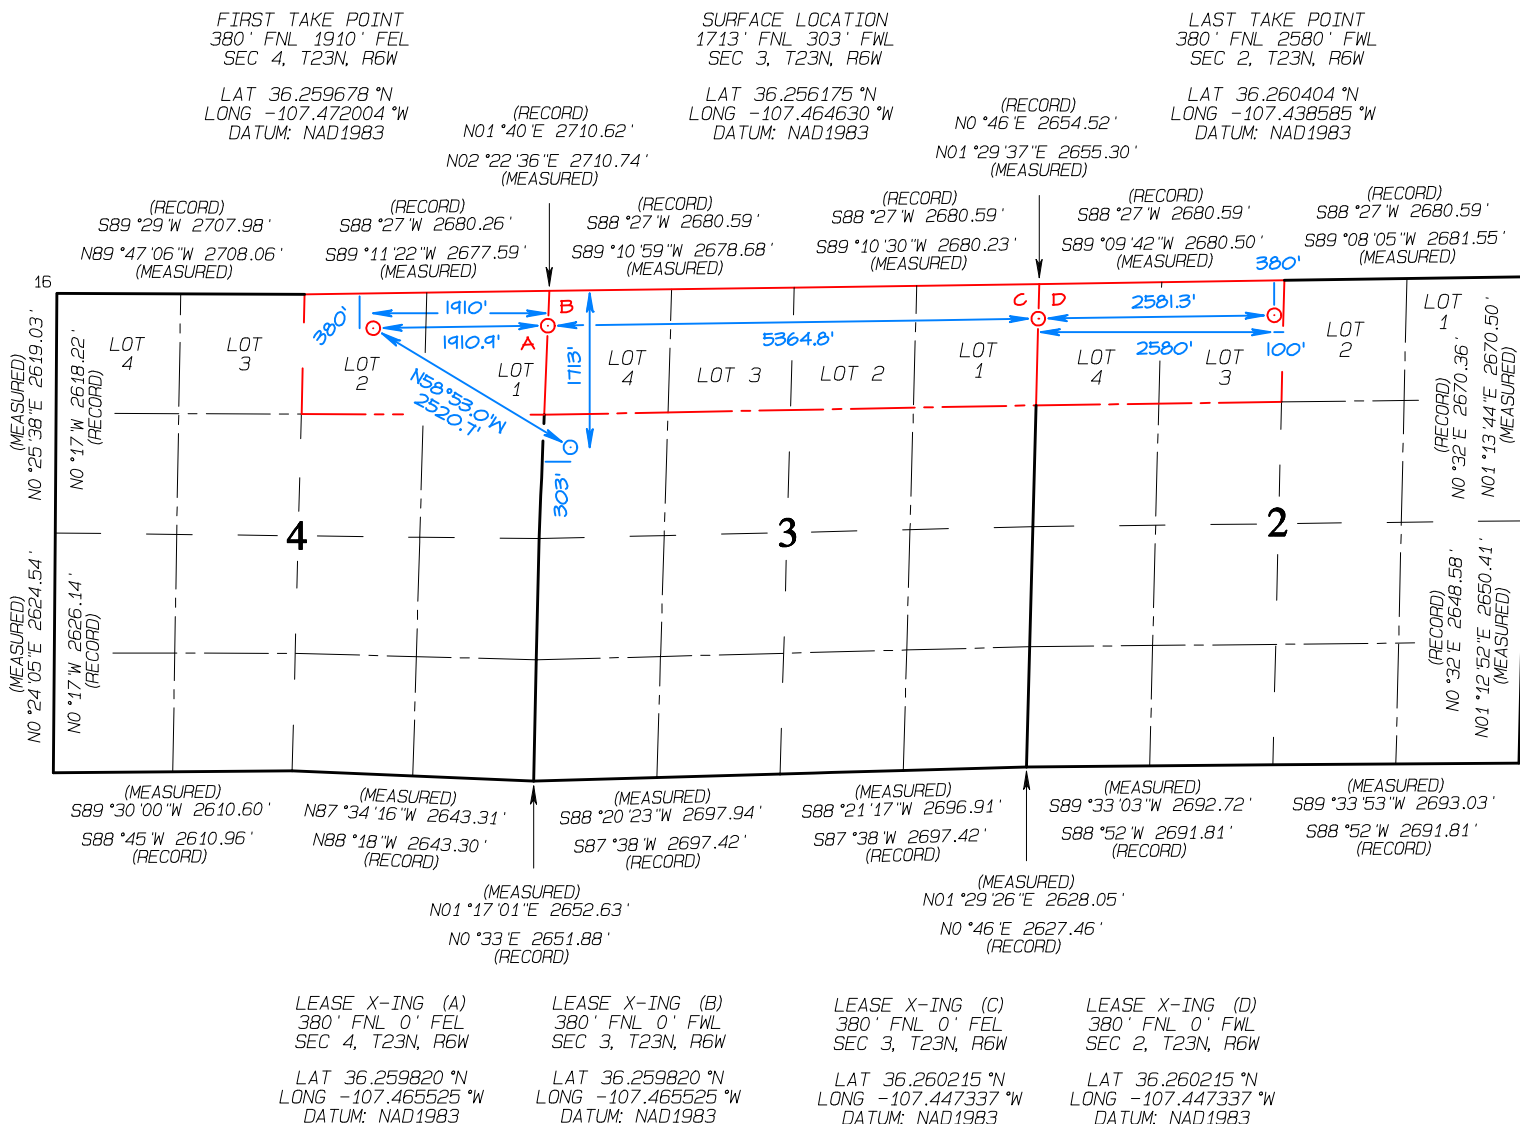 FIRST TAKE POINT
380' FNL 1910' FEL
SEC 4, T23N, R6W
LAT 36.259678 °N
LONG -107.472004 °W
DATUM: NAD1983
SURFACE LOCATION
1713' FNL 303' FWL
SEC 3, T23N, R6W
LAT 36.256175 °N
LONG -107.464630 °W
DATUM: NAD1983
LAST TAKE POINT
380' FNL 2580' FWL
SEC 2, T23N, R6W
LAT 36.260404 °N
LONG -107.438585 °W
DATUM: NAD1983
(RECORD)
N01°40'E 2710.62'
N02°22'36"E 2710.74'
(MEASURED)
(RECORD)
N0°46'E 2654.52'
N01°29'37"E 2655.30'
(MEASURED)
(RECORD)
S89°29'W 2707.98'
N89°47'06"W 2708.06'
(MEASURED)
(RECORD)
S88°27'W 2680.26'
S89°11'22"W 2677.59'
(MEASURED)
(RECORD)
S88°27'W 2680.59'
S89°10'59"W 2678.68'
(MEASURED)
(RECORD)
S88°27'W 2680.59'
S89°10'30"W 2680.23'
(MEASURED)
(RECORD)
S88°27'W 2680.59'
S89°09'42"W 2680.50'
(MEASURED)
(RECORD)
S88°27'W 2680.59'
S89°08'05"W 2681.55'
(MEASURED)
16
380'
1910'
1910.9'
380'
A
B
C
D
1713'
5364.8'
2581.3'
2580'
100'
N58°53.0'W
2520.7'
303'
LOT
4
LOT
3
LOT
2
LOT
1
LOT
4
LOT 3
LOT 2
LOT
1
LOT
4
LOT
3
LOT
2
LOT
1
4
3
2
(MEASURED)
N0°25'38"E 2619.03'
N0°17'W 2618.22'
(RECORD)
(MEASURED)
N0°24'05"E 2624.54'
N0°17'W 2626.14'
(RECORD)
(RECORD)
N0°32'E 2670.36'
N01°13'44"E 2670.50'
(MEASURED)
(RECORD)
N0°32'E 2648.58'
N01°12'52"E 2650.41'
(MEASURED)
(MEASURED)
S89°30'00"W 2610.60'
S88°45'W 2610.96'
(RECORD)
(MEASURED)
N87°34'16"W 2643.31'
N88°18'W 2643.30'
(RECORD)
(MEASURED)
S88°20'23"W 2697.94'
S87°38'W 2697.42'
(RECORD)
(MEASURED)
S88°21'17"W 2696.91'
S87°38'W 2697.42'
(RECORD)
(MEASURED)
S89°33'03"W 2692.72'
S88°52'W 2691.81'
(RECORD)
(MEASURED)
S89°33'53"W 2693.03'
S88°52'W 2691.81'
(RECORD)
(MEASURED)
N01°17'01"E 2652.63'
N0°33'E 2651.88'
(RECORD)
(MEASURED)
N01°29'26"E 2628.05'
N0°46'E 2627.46'
(RECORD)
LEASE X-ING (A)
380' FNL 0' FEL
SEC 4, T23N, R6W
LAT 36.259820 °N
LONG -107.465525 °W
DATUM: NAD1983
LEASE X-ING (B)
380' FNL 0' FWL
SEC 3, T23N, R6W
LAT 36.259820 °N
LONG -107.465525 °W
DATUM: NAD1983
LEASE X-ING (C)
380' FNL 0' FEL
SEC 3, T23N, R6W
LAT 36.260215 °N
LONG -107.447337 °W
DATUM: NAD1983
LEASE X-ING (D)
380' FNL 0' FWL
SEC 2, T23N, R6W
LAT 36.260215 °N
LONG -107.447337 °W
DATUM: NAD1983